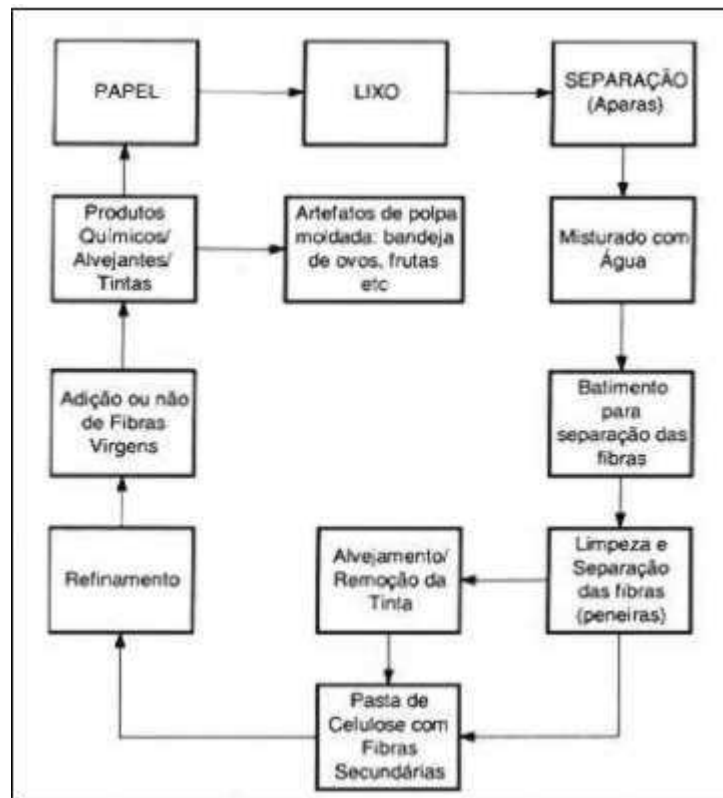 PAPEL
LIXO
SEPARAÇÃO
(Aparas)
Produtos
Químicos/
Alvejantes/
Tintas
Artefatos de polpa
moldada: bandeja
de ovos, frutas
etc
Misturado com
Água
Adição ou não
de Fibras
Virgens
Batimento
para
separação das
fibras
Refinamento
Alvejamento/
Remoção da
Tinta
Limpeza e
Separação
das fibras
(peneiras)
Pasta de
Celulose com
Fibras
Secundárias